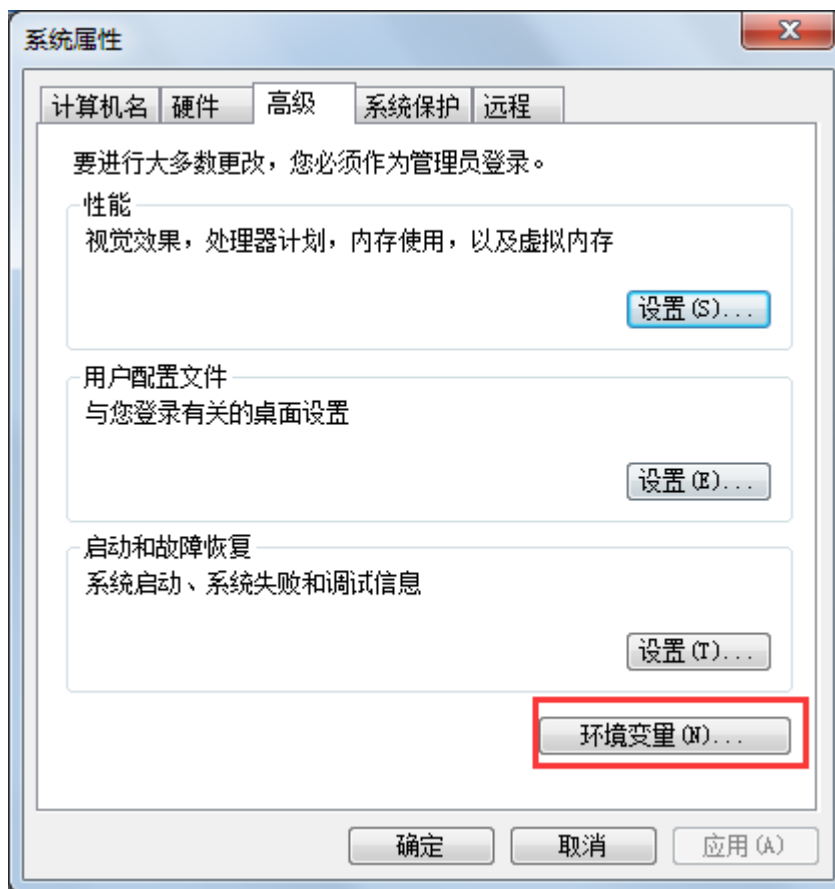 系统属性
计算机名 硬件 高级 系统保护 远程
要进行大多数更改，您必须作为管理员登录。
性能
视觉效果，处理器计划，内存使用，以及虚拟内存
设置(S)...
用户配置文件
与您登录有关的桌面设置
设置(E)...
启动和故障恢复
系统启动、系统失败和调试信息
设置(T)...
环境变量(N)...
确定 取消 应用(A)